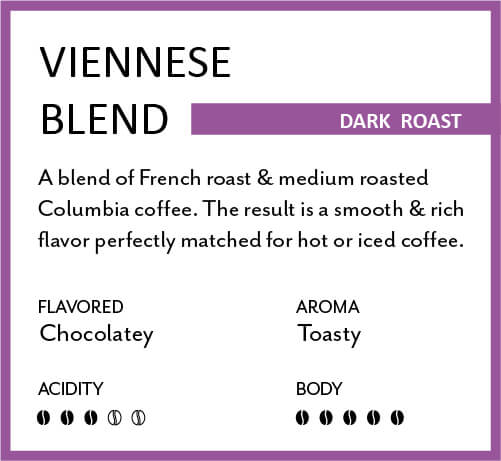 VIENNESE
BLEND
DARK ROAST
A blend of French roast & medium roasted
Columbia coffee. The result is a smooth & rich
flavor perfectly matched for hot or iced coffee.
FLAVORED
Chocolatey
AROMA
Toasty
ACIDITY
BODY